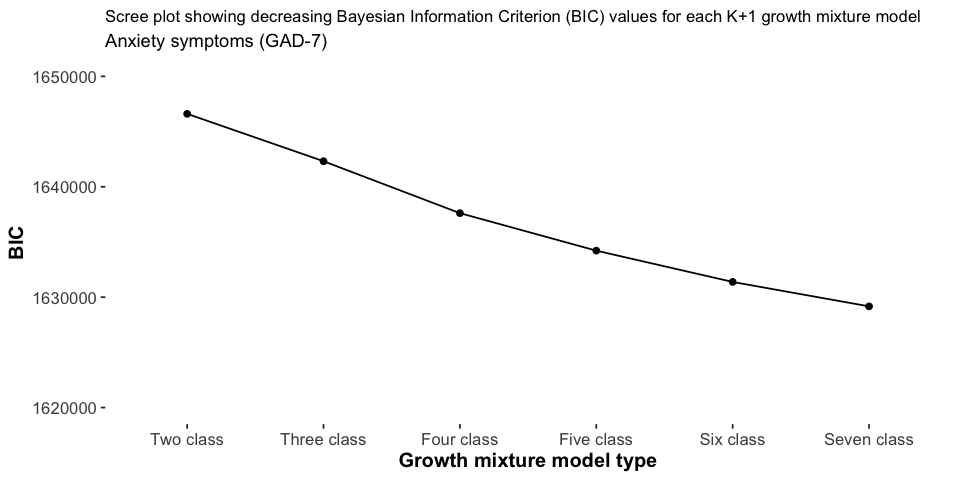 Scree plot showing decreasing Bayesian Information Criterion (BIC) values for each K+1 growth mixture model
Anxiety symptoms (GAD-7)
1650000
1640000
1630000
1620000
BIC
Two class
Three class
Four class
Five class
Six class
Seven class
Growth mixture model type